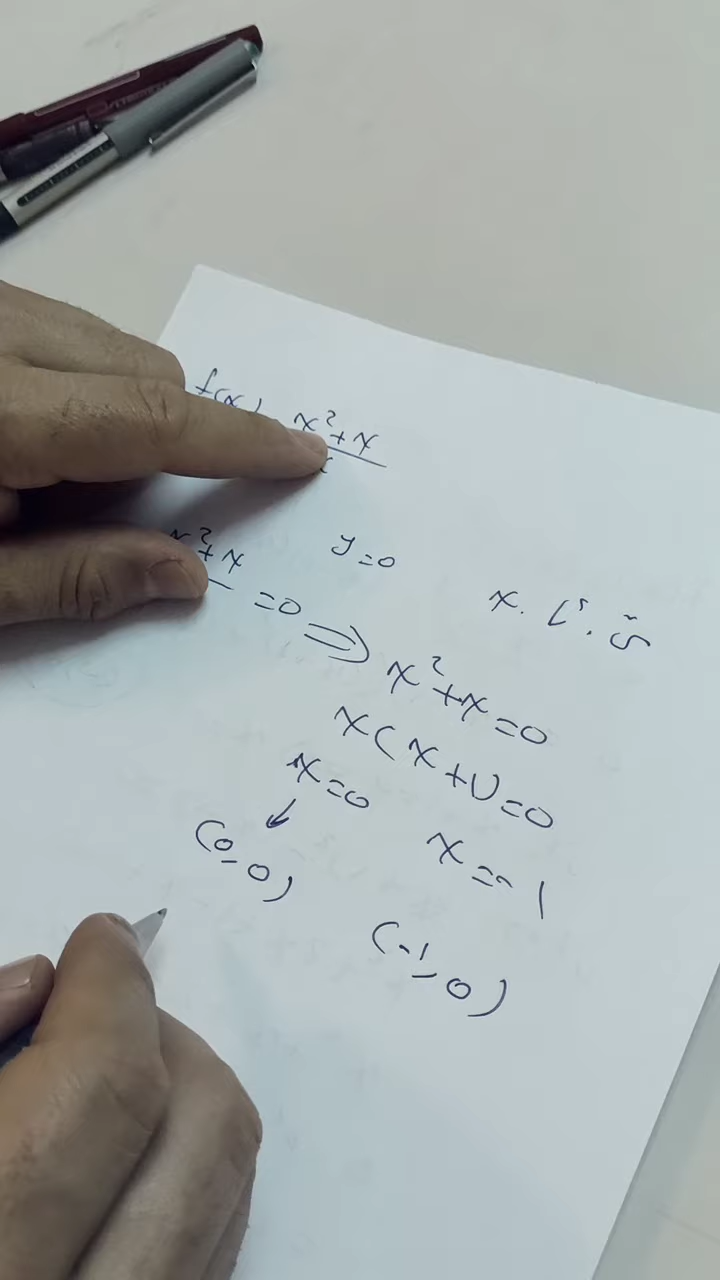 f(x) x²+x
x
y=0
x²+x =0 ⇒ x²+x=0
x(x+1)=0
x=0 x=-1
↙
(0,0) (-1,0)